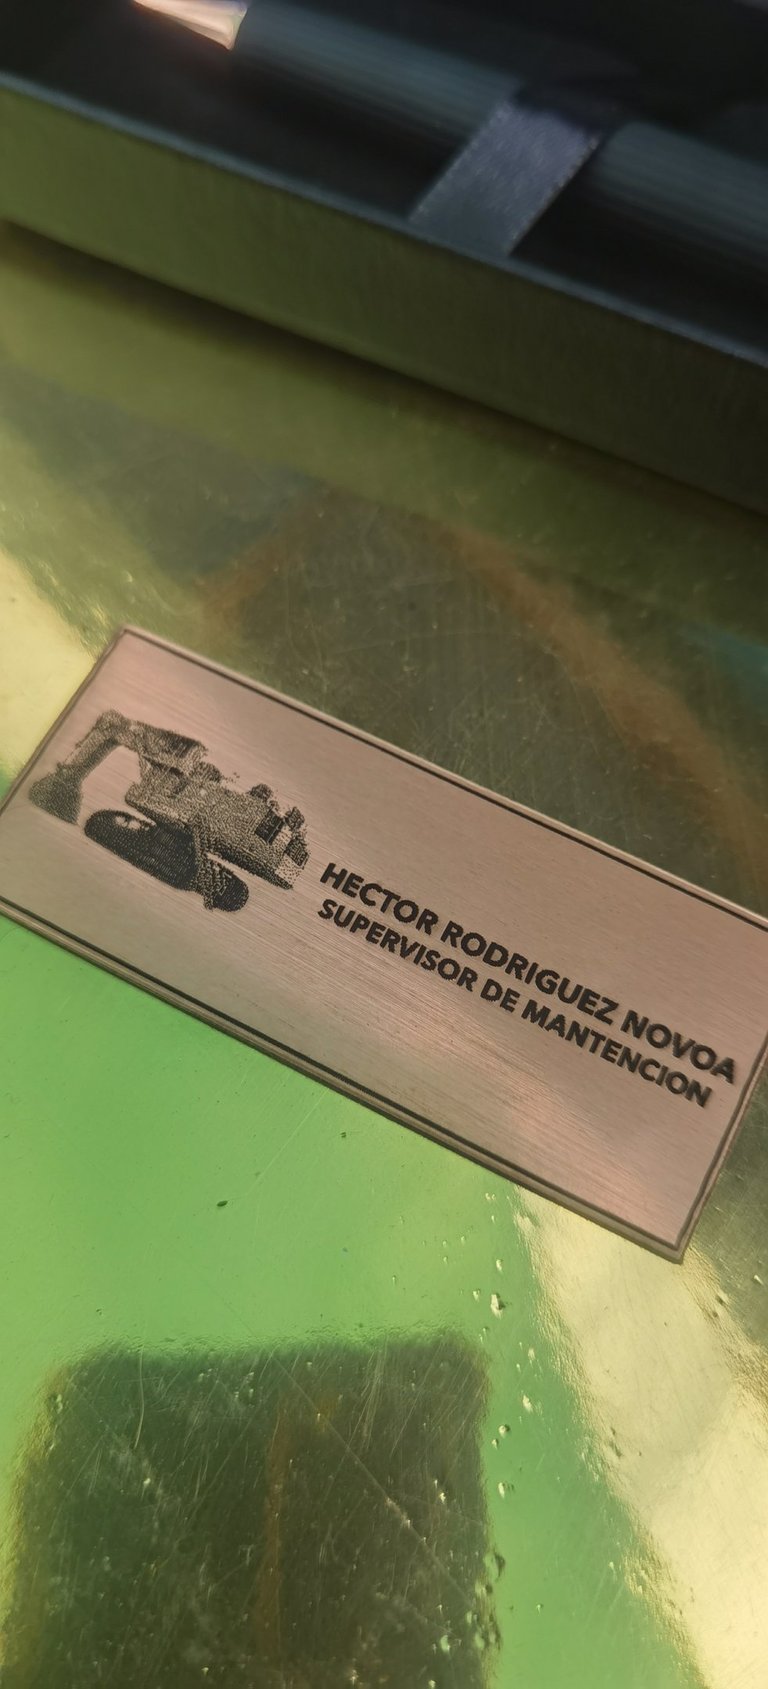 HECTOR RODRIGUEZ NOVOA
SUPERVISOR DE MANTENCION